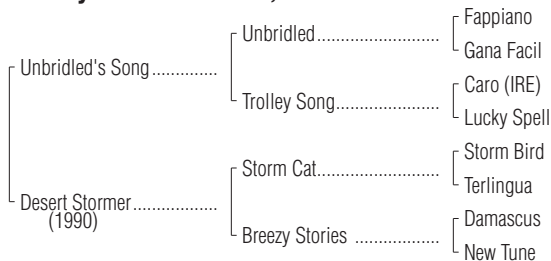 Fappiano
Unbridled....................
Gana Facil
Unbridled's Song.............
Caro (IRE)
Trolley Song.................
Lucky Spell
Storm Bird
Storm Cat....................
Terlingua
Desert Stormer.................
(1990)
Damascus
Breezy Stories .................
New Tune